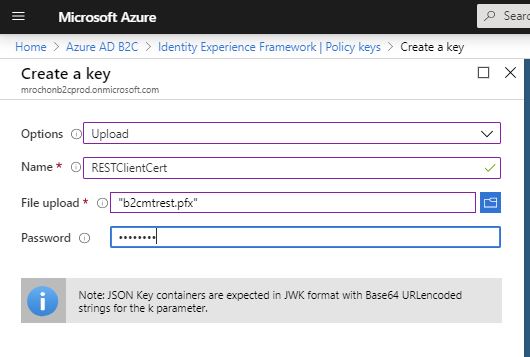 Microsoft Azure
Sear
Home > Azure AD B2C > Identity Experience Framework | Policy keys > Create a key
Create a key
mrochonb2cprod.onmicrosoft.com
Options
Upload
Name *
RESTClientCert
File upload *
"b2cmtrest.pfx"
Password
••••••••
Note: JSON Key containers are expected in JWK format with Base64 URLencoded
strings for the k parameter.